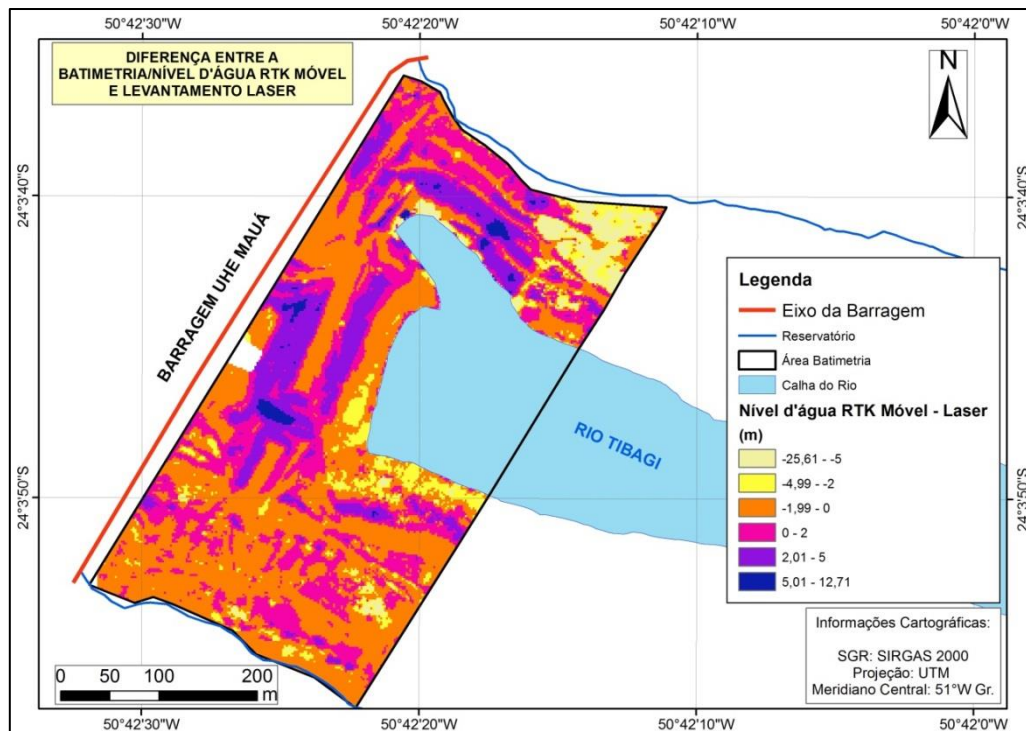 50°42'30"W
50°42'20"W
50°42'10"W
50°42'0"W
DIFERENÇA ENTRE A
BATIMETRIA/NÍVEL D'ÁGUA RTK MÓVEL
E LEVANTAMENTO LASER
N
24°3'40"S
24°3'40"S
BARRAGEM UHE MAUÁ
RIO TIBAGI
Legenda
Eixo da Barragem
Reservatório
Área Batimetria
Calha do Rio
Nível d'água RTK Móvel - Laser
(m)
-25,61 - -5
-4,99 - -2
-1,99 - 0
0 - 2
2,01 - 5
5,01 - 12,71
24°3'50"S
24°3'50"S
Informações Cartográficas:
SGR: SIRGAS 2000
Projeção: UTM
Meridiano Central: 51°W Gr.
0 50 100 200
m
50°42'30"W
50°42'20"W
50°42'10"W
50°42'0"W